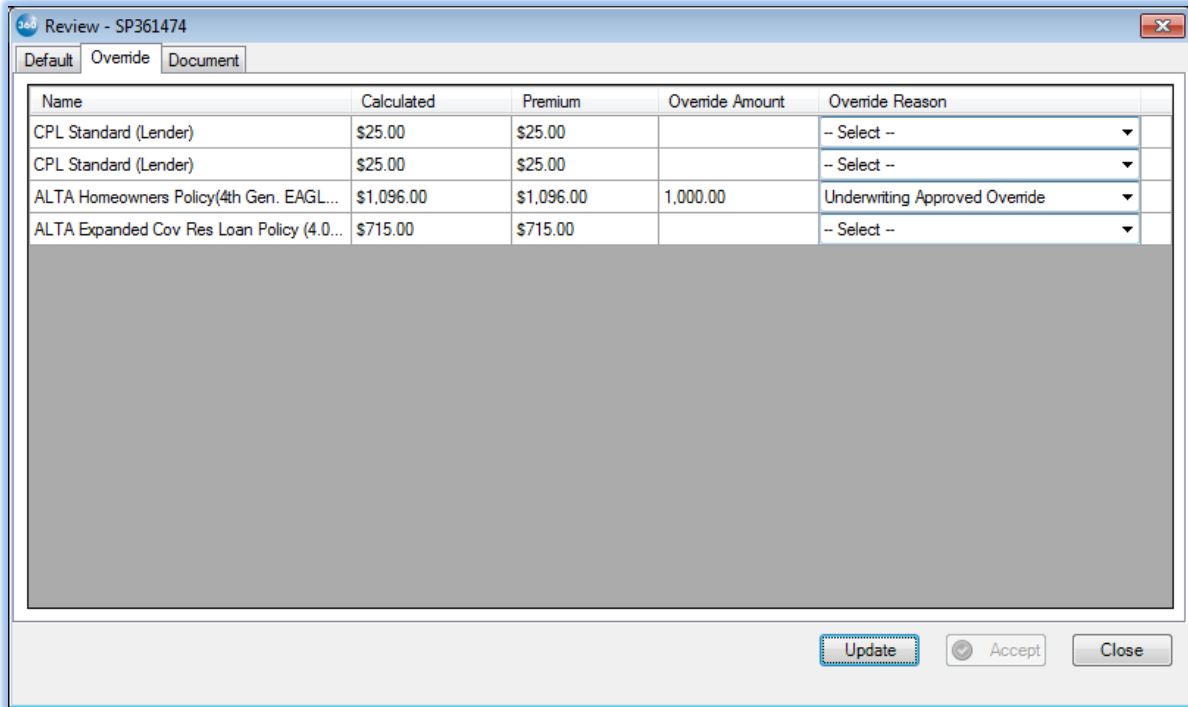 360 Review - SP361474
Default Override Document
Name Calculated Premium Override Amount Override Reason
CPL Standard (Lender) $25.00 $25.00 -- Select --
CPL Standard (Lender) $25.00 $25.00 -- Select --
ALTA Homeowners Policy(4th Gen. EAGL... $1,096.00 $1,096.00 1,000.00 Underwriting Approved Override
ALTA Expanded Cov Res Loan Policy (4.0... $715.00 $715.00 -- Select --
Update Accept Close